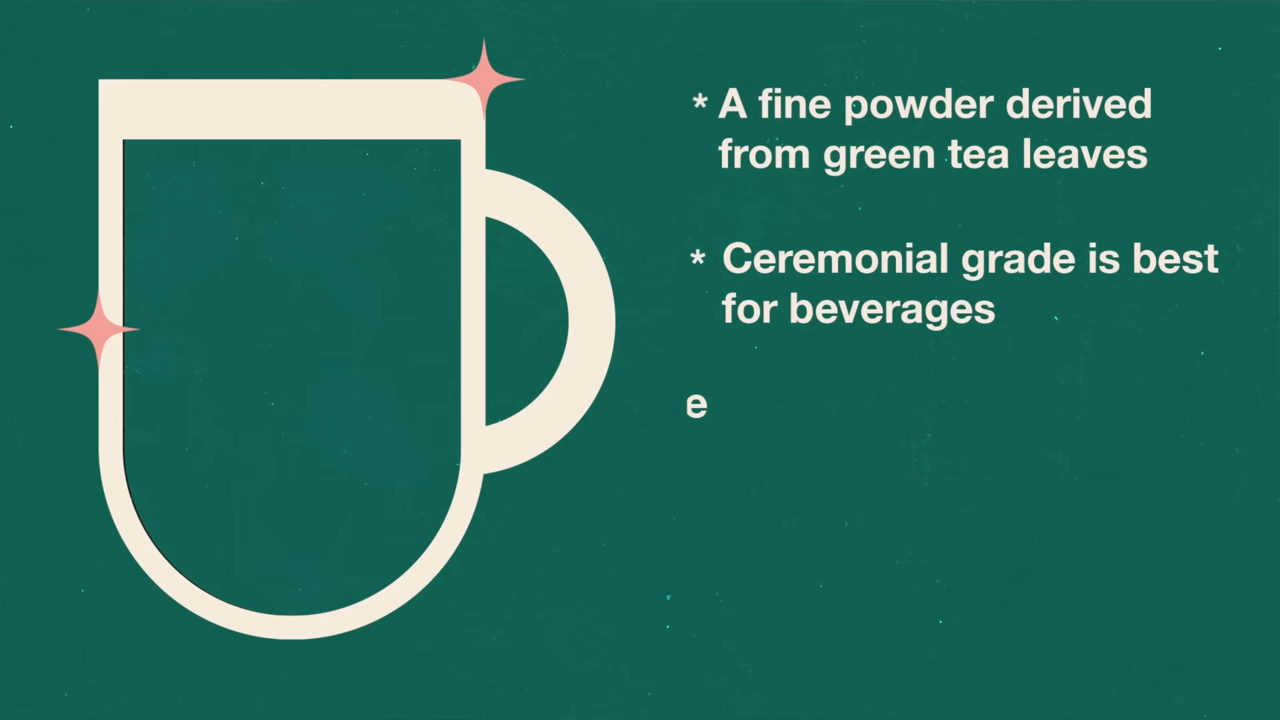 * A fine powder derived
from green tea leaves
* Ceremonial grade is best
for beverages
e